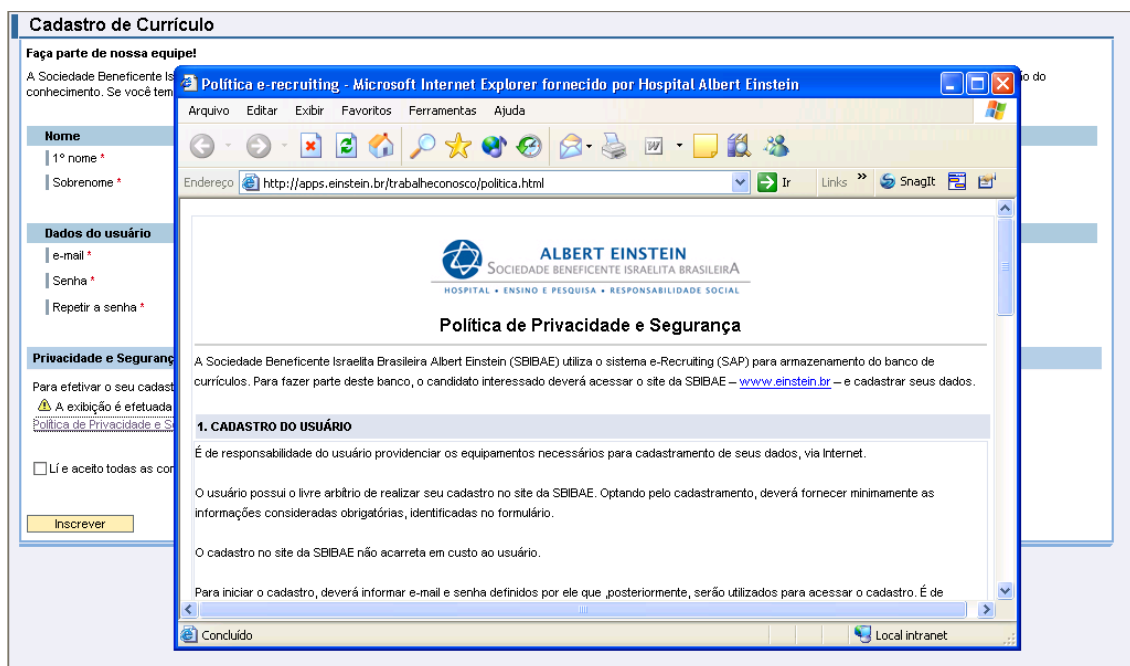 Cadastro de Currículo
Faça parte de nossa equipe!
A Sociedade Beneficente Is
o do
conhecimento. Se você tem
Nome
1º nome *
Sobrenome *
Dados do usuário
e-mail *
Senha *
Repetir a senha *
Privacidade e Seguranç
Para efetivar o seu cadast
A exibição é efetuada
Política de Privacidade e S
Lí e aceito todas as con
Inscrever
Política e-recruiting - Microsoft Internet Explorer fornecido por Hospital Albert Einstein
Arquivo Editar Exibir Favoritos Ferramentas Ajuda
Endereço http://apps.einstein.br/trabalheconosco/politica.html Ir Links » SnagIt
ALBERT EINSTEIN
SOCIEDADE BENEFICENTE ISRAELITA BRASILEIRA
HOSPITAL • ENSINO E PESQUISA • RESPONSABILIDADE SOCIAL
Política de Privacidade e Segurança
A Sociedade Beneficente Israelita Brasileira Albert Einstein (SBIBAE) utiliza o sistema e-Recruiting (SAP) para armazenamento do banco de
currículos. Para fazer parte deste banco, o candidato interessado deverá acessar o site da SBIBAE – www.einstein.br – e cadastrar seus dados.
1. CADASTRO DO USUÁRIO
É de responsabilidade do usuário providenciar os equipamentos necessários para cadastramento de seus dados, via Internet.
O usuário possui o livre arbítrio de realizar seu cadastro no site da SBIBAE. Optando pelo cadastramento, deverá fornecer minimamente as
informações consideradas obrigatórias, identificadas no formulário.
O cadastro no site da SBIBAE não acarreta em custo ao usuário.
Para iniciar o cadastro, deverá informar e-mail e senha definidos por ele que ,posteriormente, serão utilizados para acessar o cadastro. É de
Concluído
Local intranet